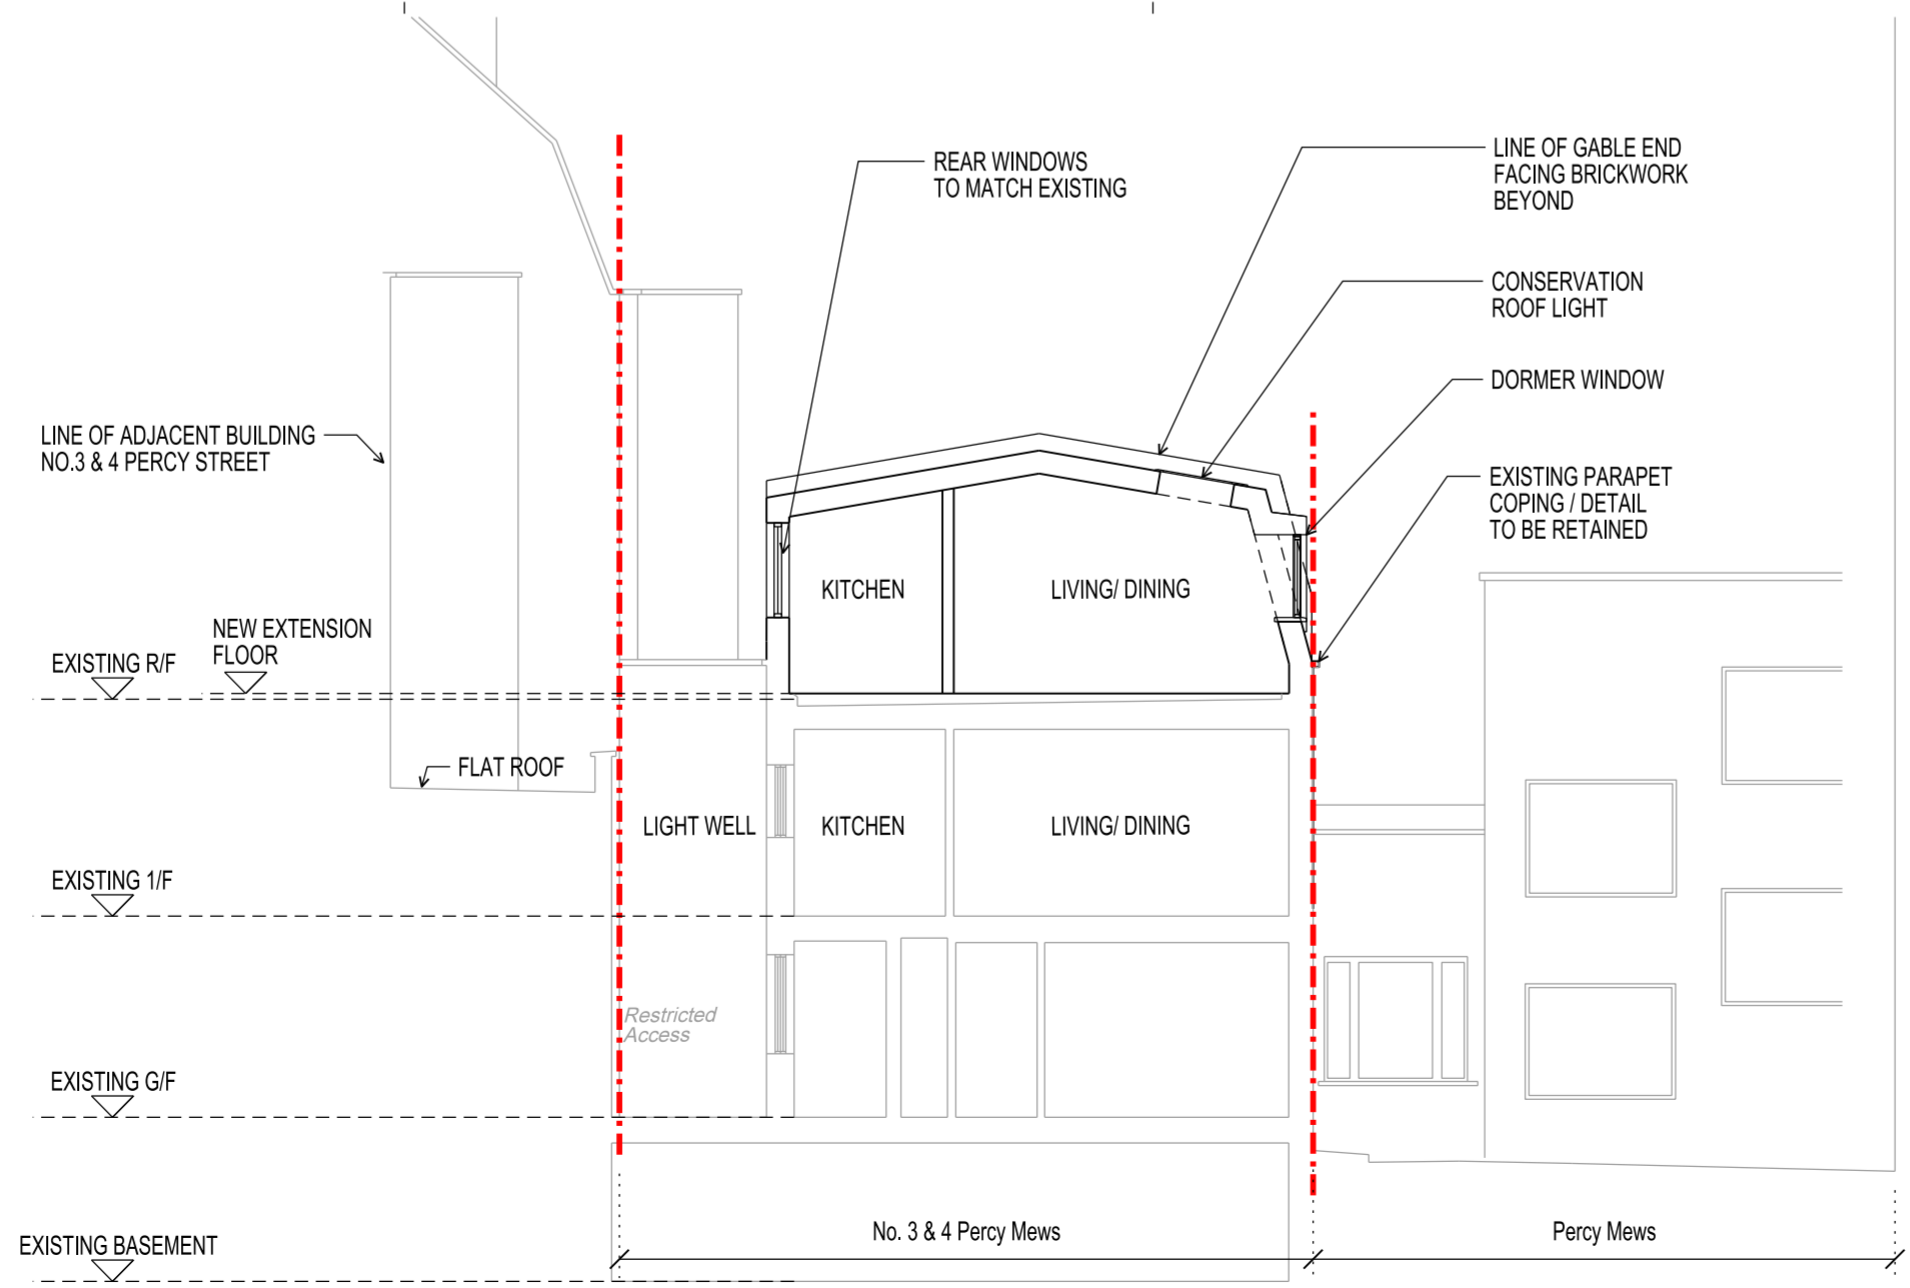 REAR WINDOWS
TO MATCH EXISTING
LINE OF GABLE END
FACING BRICKWORK
BEYOND
CONSERVATION
ROOF LIGHT
DORMER WINDOW
LINE OF ADJACENT BUILDING
NO.3 & 4 PERCY STREET
EXISTING PARAPET
COPING / DETAIL
TO BE RETAINED
KITCHEN
LIVING/ DINING
NEW EXTENSION
FLOOR
EXISTING R/F
FLAT ROOF
LIGHT WELL
KITCHEN
LIVING/ DINING
EXISTING 1/F
Restricted
Access
EXISTING G/F
No. 3 & 4 Percy Mews
Percy Mews
EXISTING BASEMENT